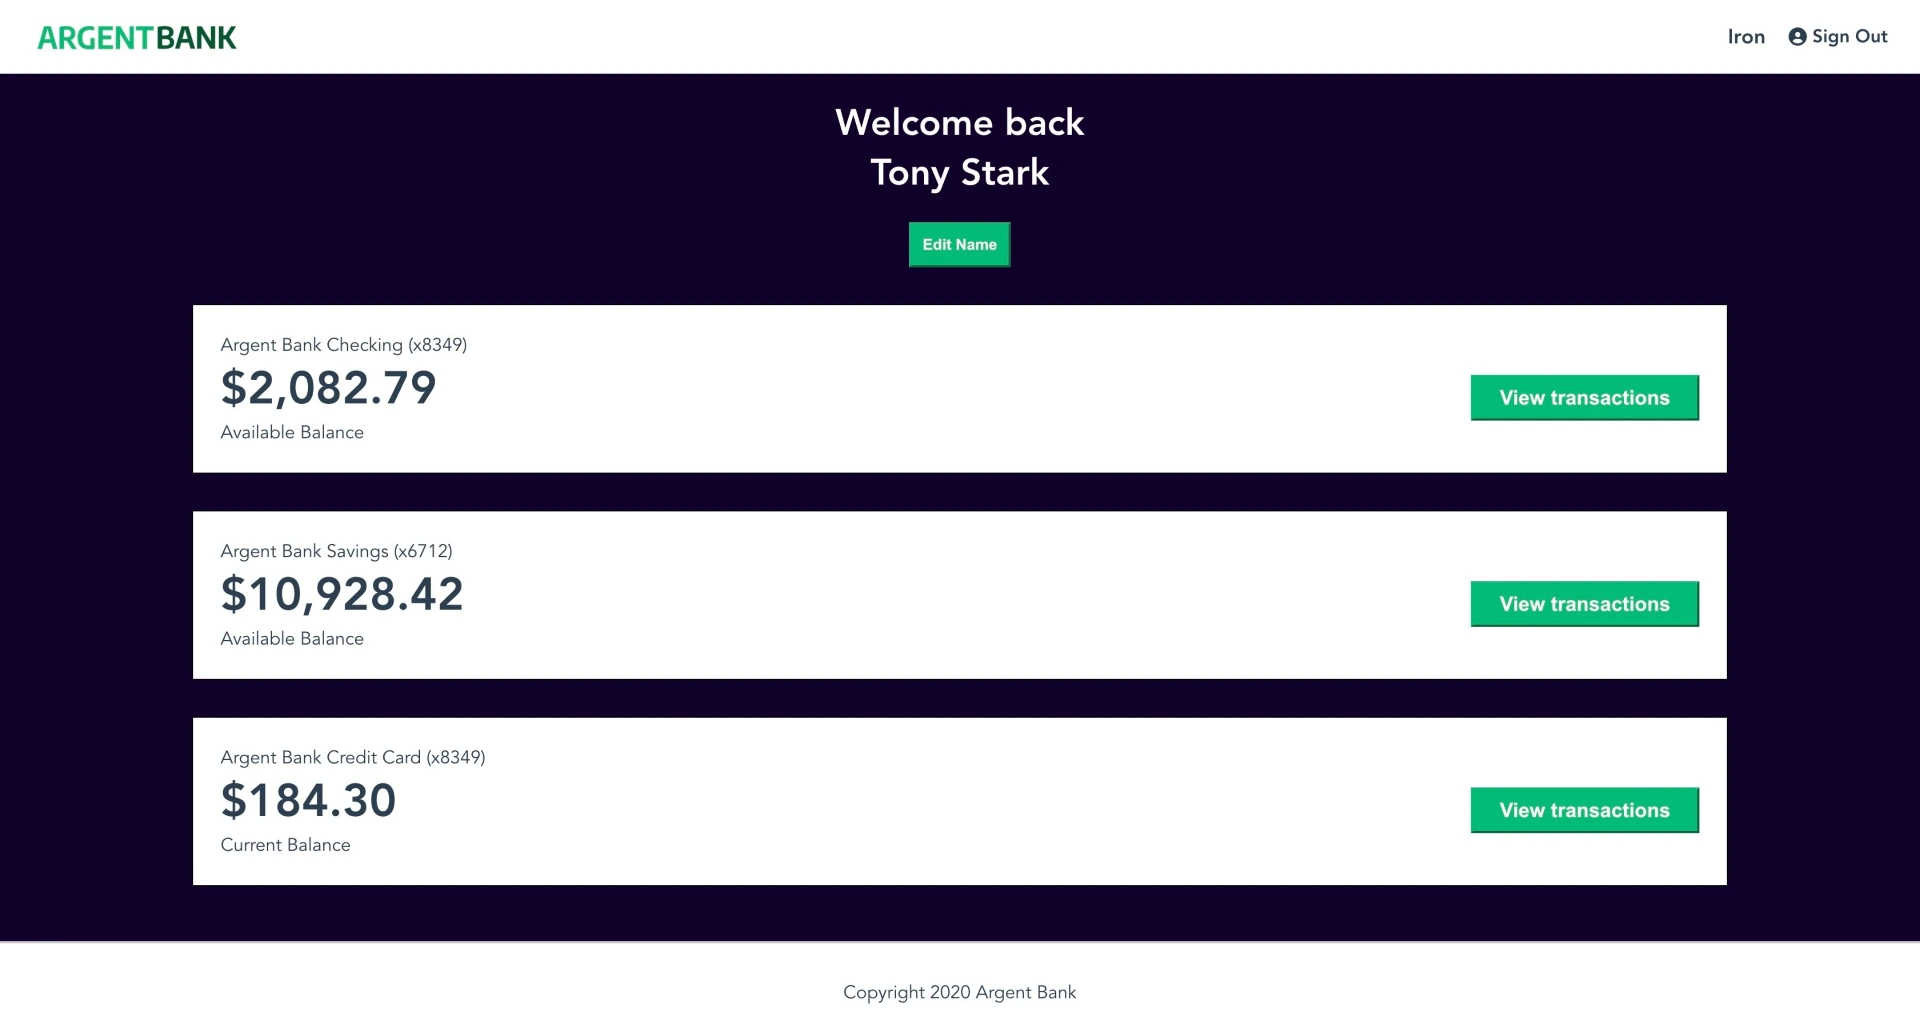 ARGENTBANK
Iron
Sign Out
Welcome back
Tony Stark
Edit Name
Argent Bank Checking (x8349)
$2,082.79
Available Balance
View transactions
Argent Bank Savings (x6712)
$10,928.42
Available Balance
View transactions
Argent Bank Credit Card (x8349)
$184.30
Current Balance
View transactions
Copyright 2020 Argent Bank